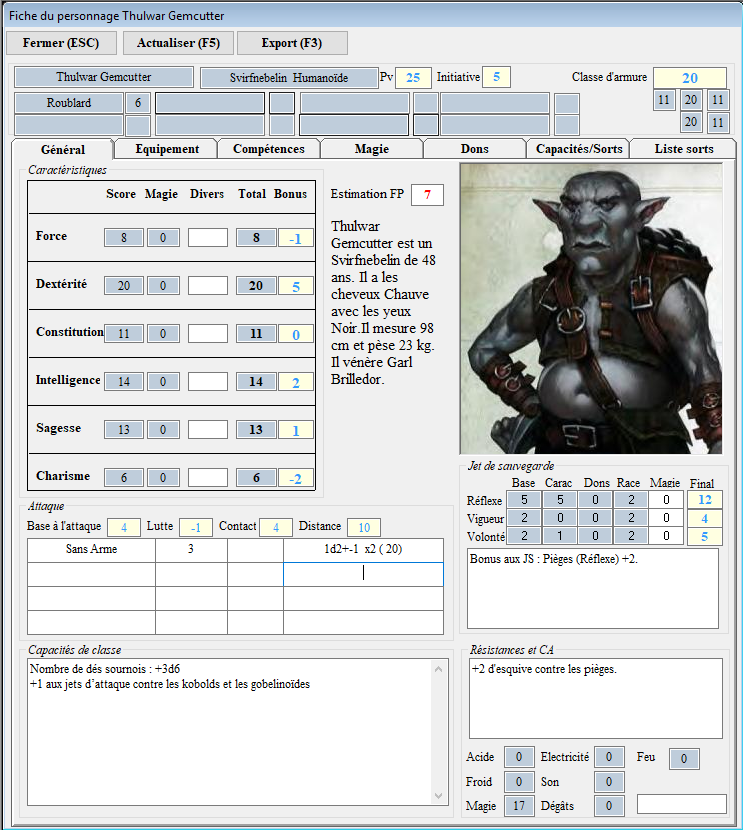 Fiche du personnage Thulwar Gemcutter
Fermer (ESC) Actualiser (F5) Export (F3)
Thulwar Gemcutter Svirfnebelin Humanoïde Pv 25 Initiative 5 Classe d'armure 20
Roublard 6 11 20 11
20 11
Général Equipement Compétences Magie Dons Capacités/Sorts Liste sorts
Caractéristiques
Score Magie Divers Total Bonus
Force 8 0 8 -1
Dextérité 20 0 20 5
Constitution 11 0 11 0
Intelligence 14 0 14 2
Sagesse 13 0 13 1
Charisme 6 0 6 -2
Estimation FP 7
Thulwar
Gemcutter est un
Svirfnebelin de 48
ans. Il a les
cheveux Chauve
avec les yeux
Noir.Il mesure 98
cm et pèse 23 kg.
Il vénère Garl
Brilledor.
Attaque
Base à l'attaque 4 Lutte -1 Contact 4 Distance 10
Sans Arme 3 1d2+-1 x2 ( 20)
Jet de sauvegarde
Base Carac Dons Race Magie Final
Réflexe 5 5 0 2 0 12
Vigueur 2 0 0 2 0 4
Volonté 2 1 0 2 0 5
Bonus aux JS : Pièges (Réflexe) +2.
Capacités de classe
Nombre de dés sournois : +3d6
+1 aux jets d'attaque contre les kobolds et les gobelinoïdes
Résistances et CA
+2 d'esquive contre les pièges.
Acide 0 Electricité 0 Feu 0
Froid 0 Son 0
Magie 17 Dégâts 0